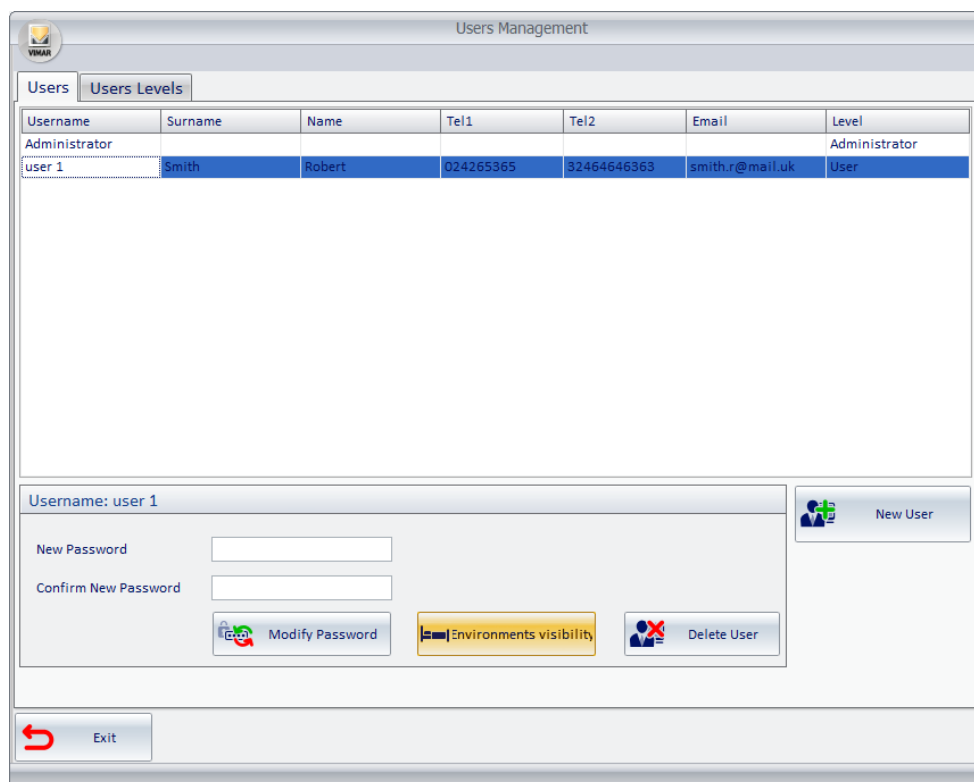 Users Management
VIMAR
Users Users Levels
Username Surname Name Tel1 Tel2 Email Level
Administrator Administrator
user 1 Smith Robert 024265365 32464646363 smith.r@mail.uk User
Username: user 1
New User
New Password
Confirm New Password
Modify Password Environments visibility Delete User
Exit